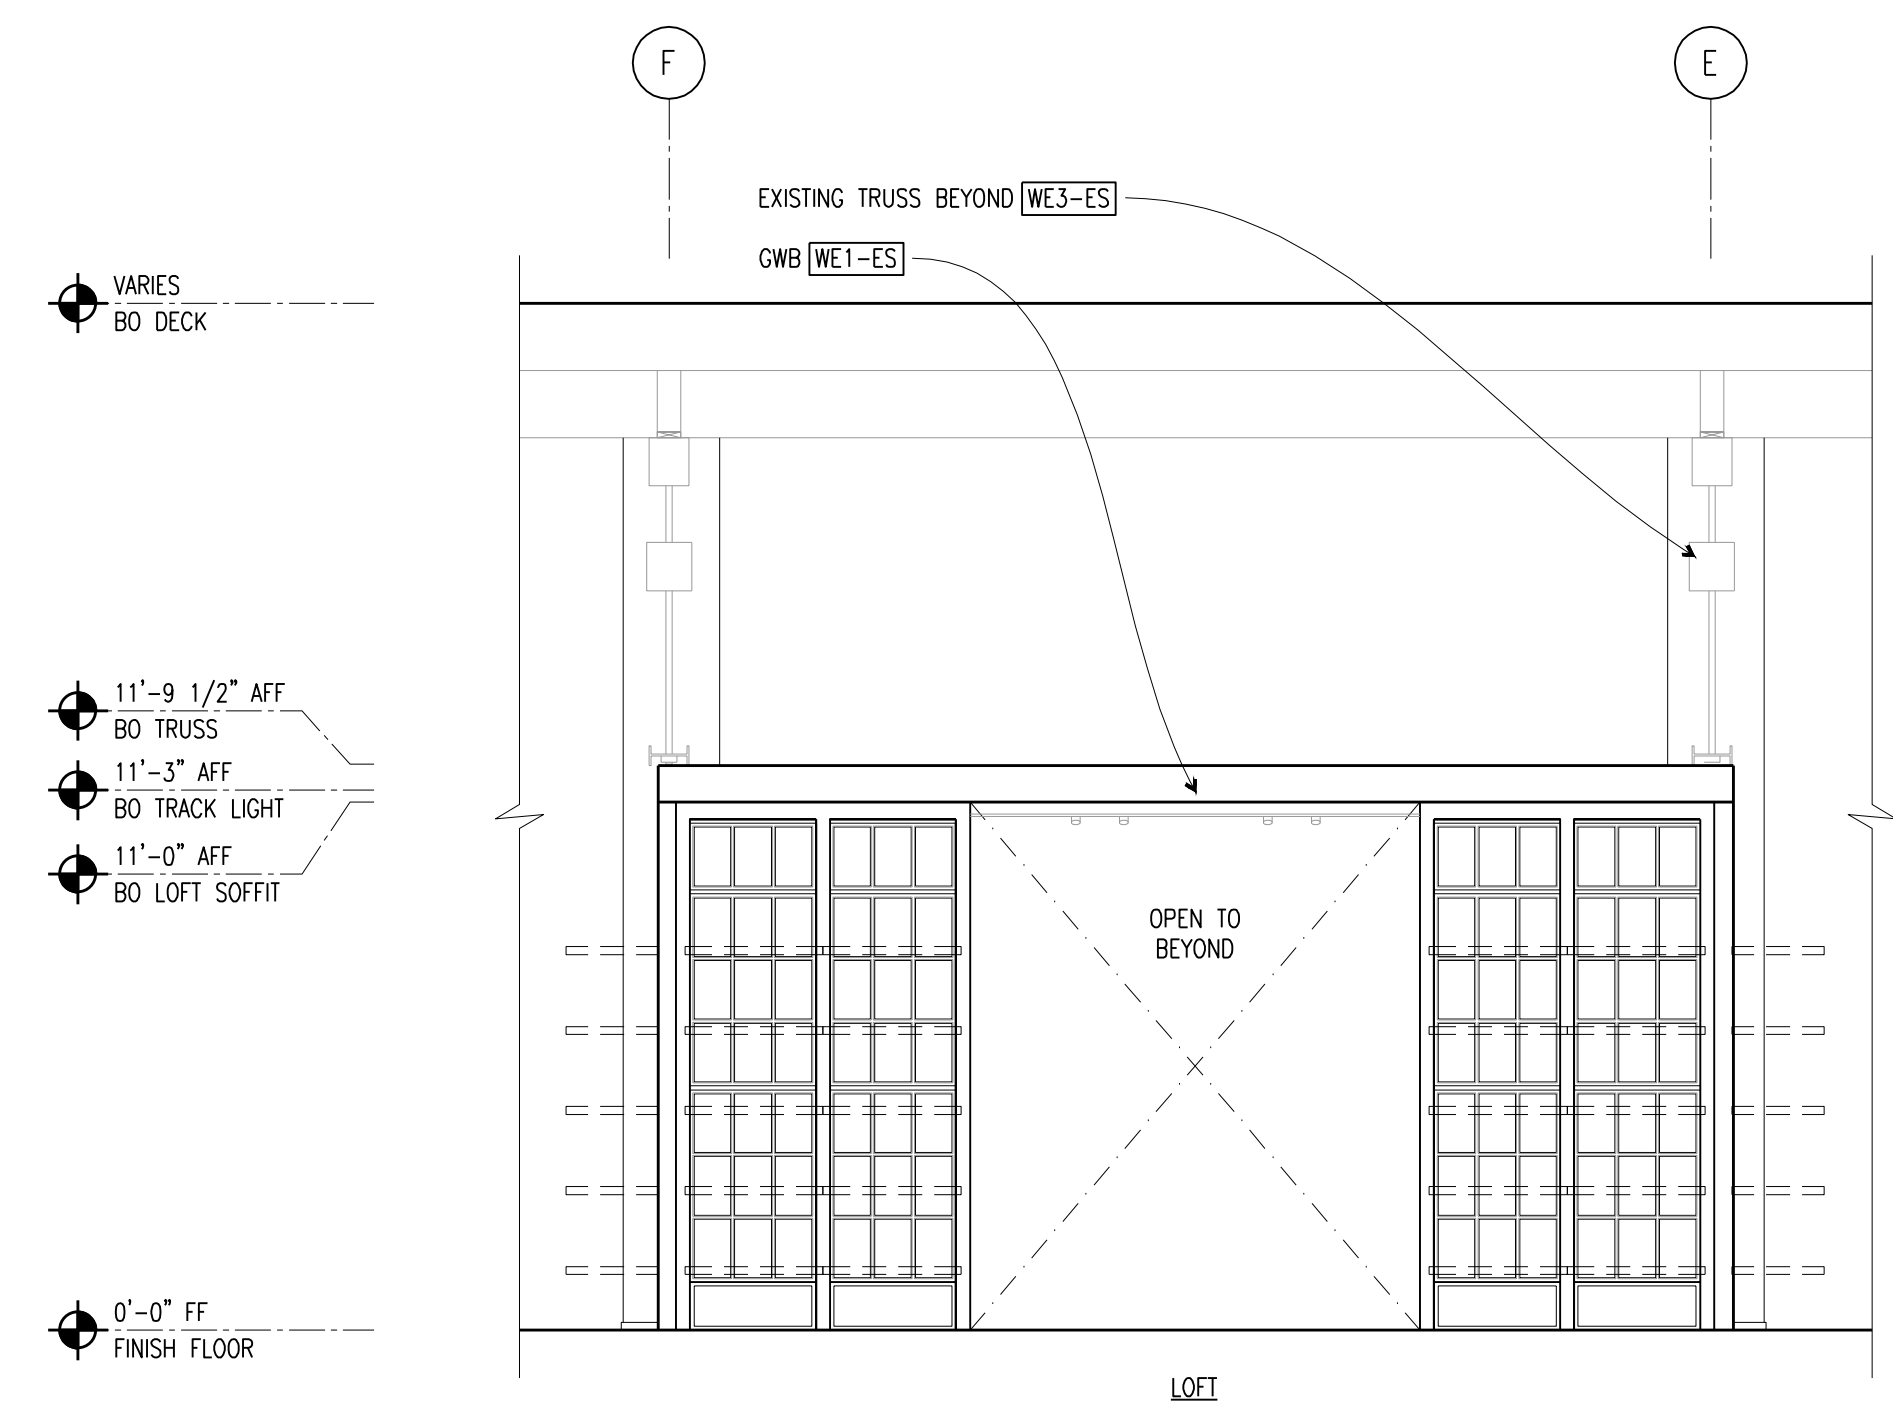 F
E
EXISTING TRUSS BEYOND WE3-ES
GWB WE1-ES
VARIES
BO DECK
11'-9 1/2" AFF
BO TRUSS
11'-3" AFF
BO TRACK LIGHT
11'-0" AFF
BO LOFT SOFFIT
OPEN TO
BEYOND
0'-0" FF
FINISH FLOOR
LOFT